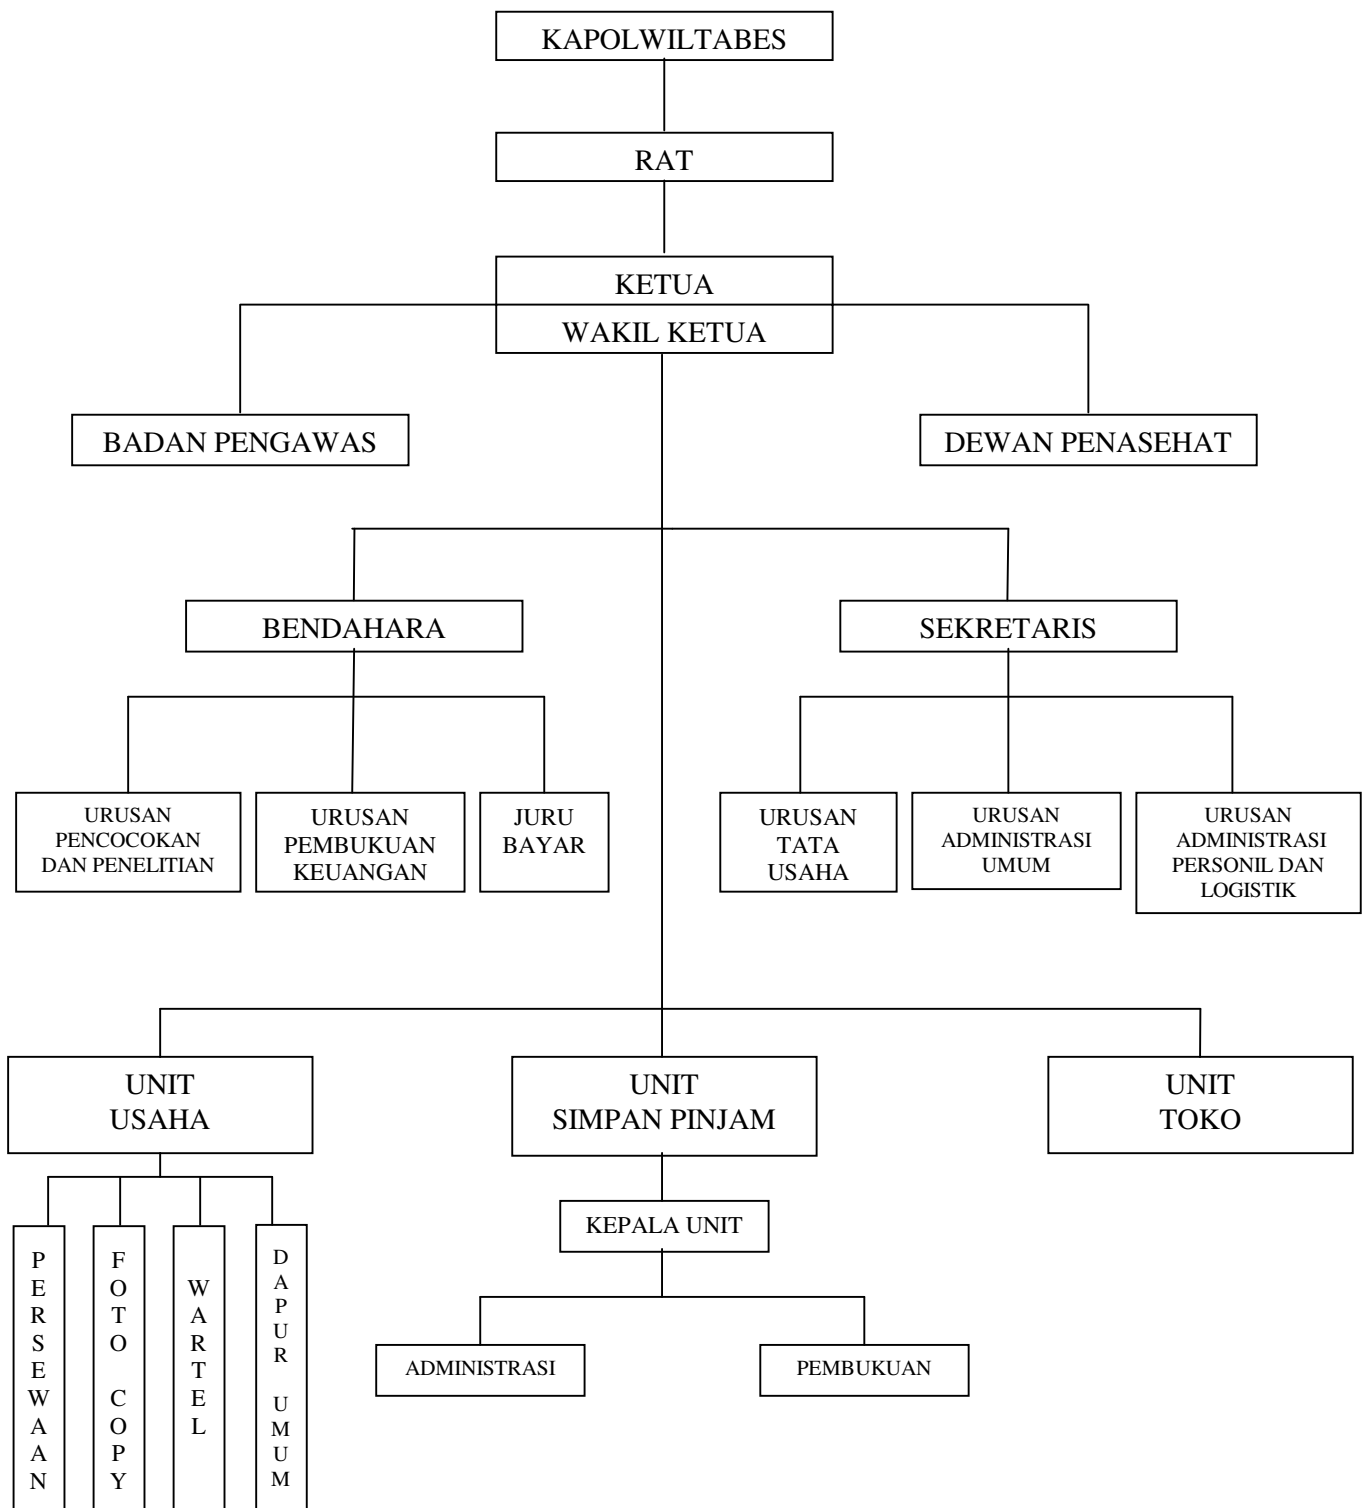 KAPOLWILTABES
RAT
KETUA
WAKIL KETUA
BADAN PENGAWAS
DEWAN PENASEHAT
BENDAHARA
SEKRETARIS
URUSAN
PENCOCOKAN
DAN PENELITIAN
URUSAN
PEMBUKUAN
KEUANGAN
JURU
BAYAR
URUSAN
TATA
USAHA
URUSAN
ADMINISTRASI
UMUM
URUSAN
ADMINISTRASI
PERSONIL DAN
LOGISTIK
UNIT
USAHA
UNIT
SIMPAN PINJAM
UNIT
TOKO
PERSEWAAN
FOTO COPY
WARTEL
DAPUR UMUM
KEPALA UNIT
ADMINISTRASI
PEMBUKUAN